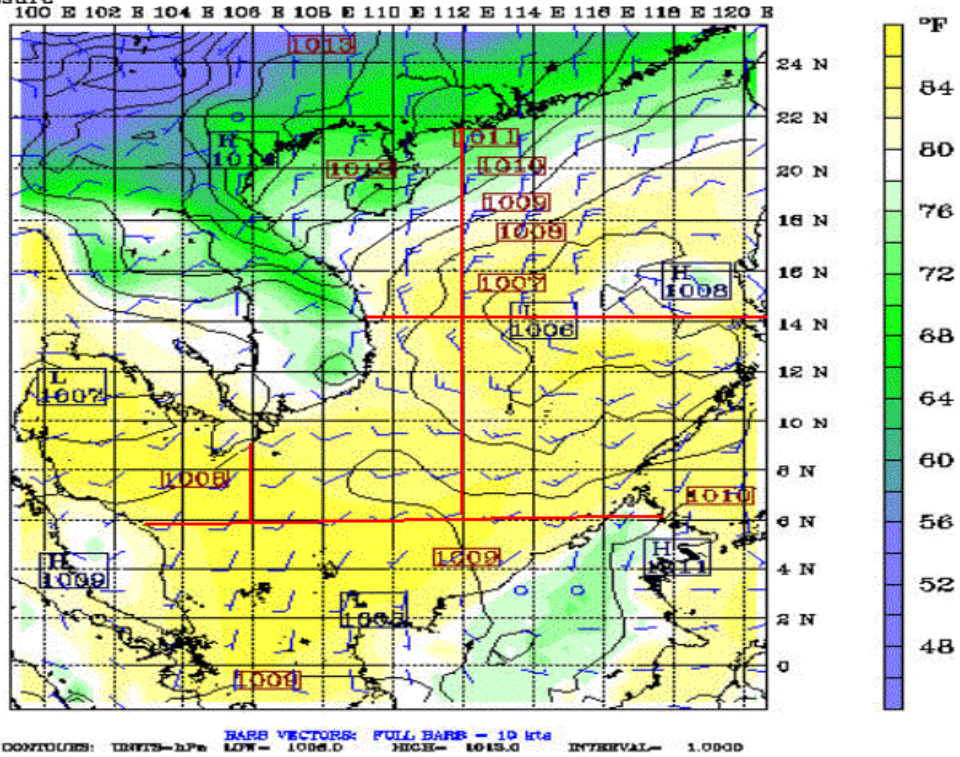 100 E 102 E 104 E 106 E 108 E 110 E 112 E 114 E 116 E 118 E 120 E
°F
1013
24 N
84
22 N
H
1011
80
1013
1010
20 N
1009
76
18 N
1008
16 N
H
1008
72
1007
14 N
L
1006
68
L
1007
12 N
64
10 N
1008
8 N
60
1010
6 N
56
H
1009
1009
H
1011
4 N
52
L
2 N
48
1009
0
BARB VECTORS: FULL BARB = 10 kts
CONTOURS: UNITS=hPa LOW= 1006.0 HIGH= 1013.0 INTERVAL= 1.0000